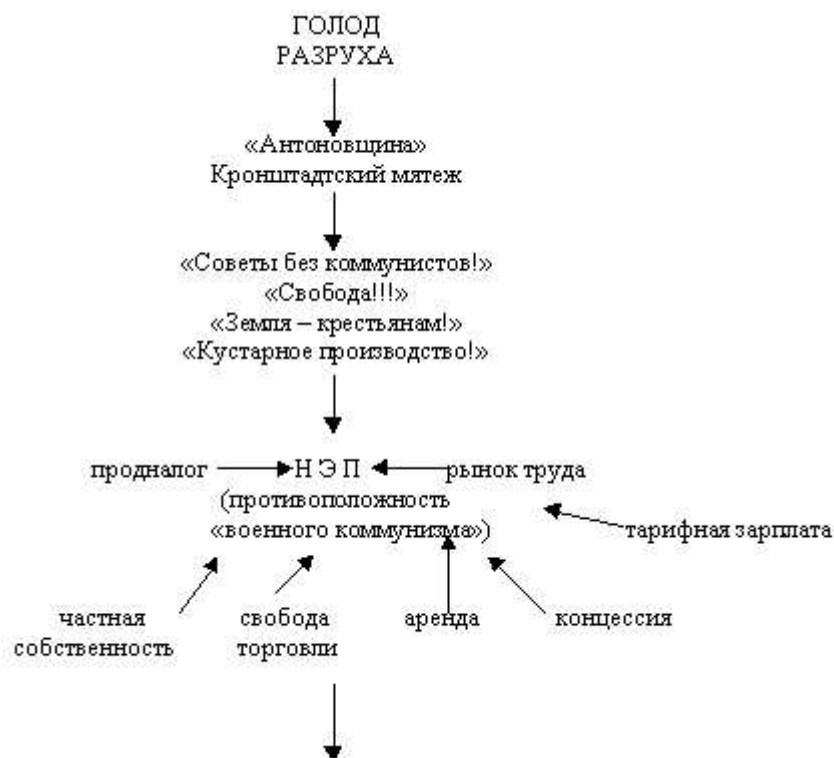 ГОЛОД
РАЗРУХА
«Антоновщина»
Кронштадтский мятеж
«Советы без коммунистов!»
«Свобода!!!»
«Земля – крестьянам!»
«Кустарное производство!»
продналог Н Э П рынок труда
(противоположность
«военного коммунизма») тарифная зарплата
частная свобода аренда концессия
собственность торговли